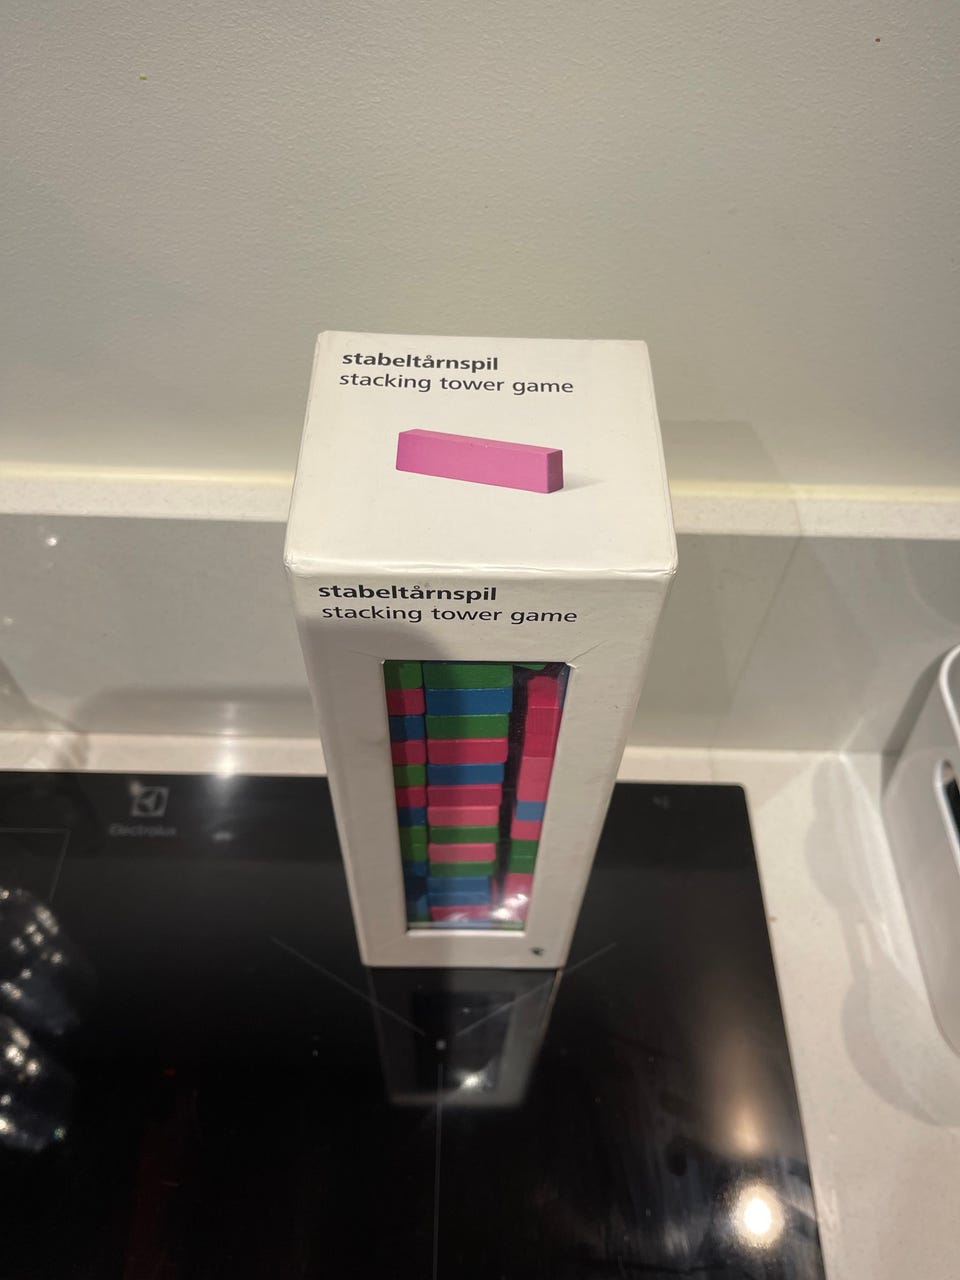 stabeltårnspil
stacking tower game
stabeltårnspil
stacking tower game
Electrolux